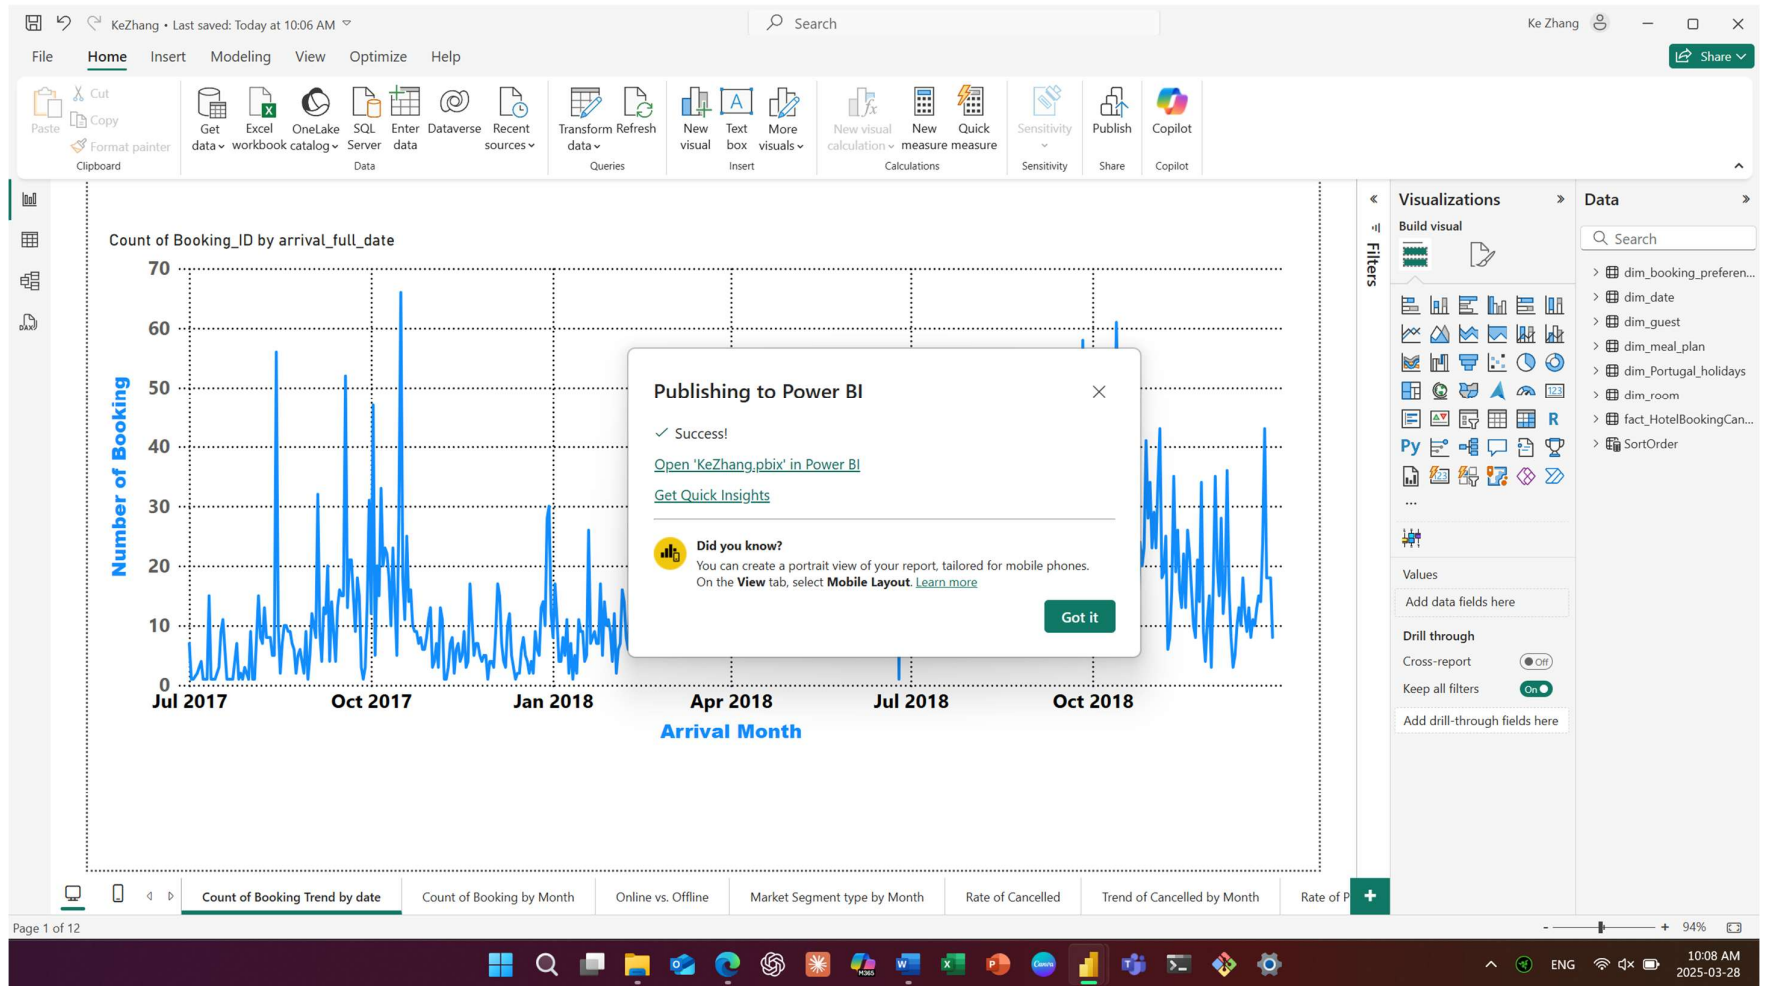 KeZhang • Last saved: Today at 10:06 AM
Search
Ke Zhang
File Home Insert Modeling View Optimize Help
Share
Paste
Cut
Copy
Format painter
Clipboard
Get data
Excel workbook
OneLake catalog
SQL Server
Enter data
Dataverse
Recent sources
Data
Transform data
Refresh
Queries
New visual
Text box
More visuals
Insert
New visual calculation
New measure
Quick measure
Calculations
Sensitivity
Sensitivity
Publish
Share
Copilot
Copilot
Count of Booking_ID by arrival_full_date
Number of Booking
70
60
50
40
30
20
10
0
Jul 2017 Oct 2017 Jan 2018 Apr 2018 Jul 2018 Oct 2018
Arrival Month
Publishing to Power BI
Success!
Open 'KeZhang.pbix' in Power BI
Get Quick Insights
Did you know?
You can create a portrait view of your report, tailored for mobile phones.
On the View tab, select Mobile Layout. Learn more
Got it
Filters
Visualizations
Build visual
123
R
Py
...
Values
Add data fields here
Drill through
Cross-report Off
Keep all filters On
Add drill-through fields here
Data
Search
dim_booking_preferen...
dim_date
dim_guest
dim_meal_plan
dim_Portugal_holidays
dim_room
fact_HotelBookingCan...
SortOrder
DAX
Count of Booking Trend by date
Count of Booking by Month
Online vs. Offline
Market Segment type by Month
Rate of Cancelled
Trend of Cancelled by Month
Rate of P
+
Page 1 of 12
- + 94%
M365
Canva
ENG
10:08 AM
2025-03-28